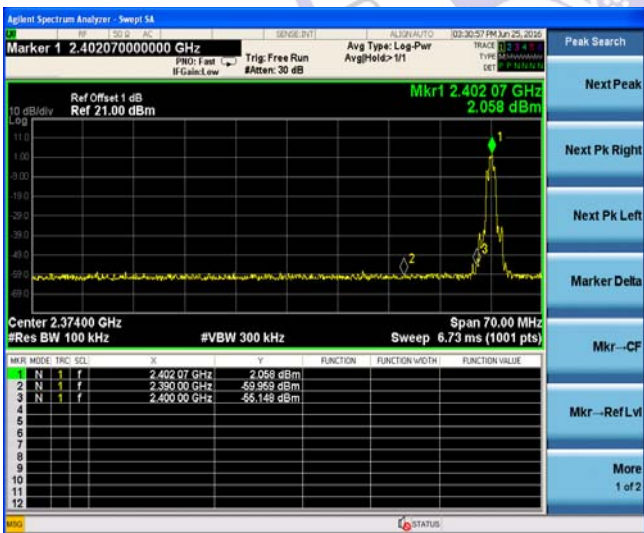 Agilent Spectrum Analyzer - Swept SA
RF 50 Ω AC SENSE:INT ALIGNAUTO 03:30:57 PM Jun 25, 2016
Marker 1 2.402070000000 GHz
PNO: Fast Trig: Free Run Avg Type: Log-Pwr TRACE 1 2 3 4 5 6
IFGain:Low #Atten: 30 dB Avg|Hold:>1/1 TYPE
DET P P N N N N
Peak Search
Mkr1 2.402 07 GHz
2.058 dBm
Ref Offset 1 dB
10 dB/div Ref 21.00 dBm
Log
11.0
1.00
-9.00
-19.0
-29.0
-39.0
-49.0
-59.0
-69.0
1
2
3
Center 2.37400 GHz Span 70.00 MHz
#Res BW 100 kHz #VBW 300 kHz Sweep 6.73 ms (1001 pts)
MKR MODE TRC SCL X Y FUNCTION FUNCTION WIDTH FUNCTION VALUE
1 N 1 f 2.402 07 GHz 2.058 dBm
2 N 1 f 2.390 00 GHz -59.959 dBm
3 N 1 f 2.400 00 GHz -55.148 dBm
4
5
6
7
8
9
10
11
12
MSG STATUS
Next Peak
Next Pk Right
Next Pk Left
Marker Delta
Mkr→CF
Mkr→Ref Lvl
More
1 of 2